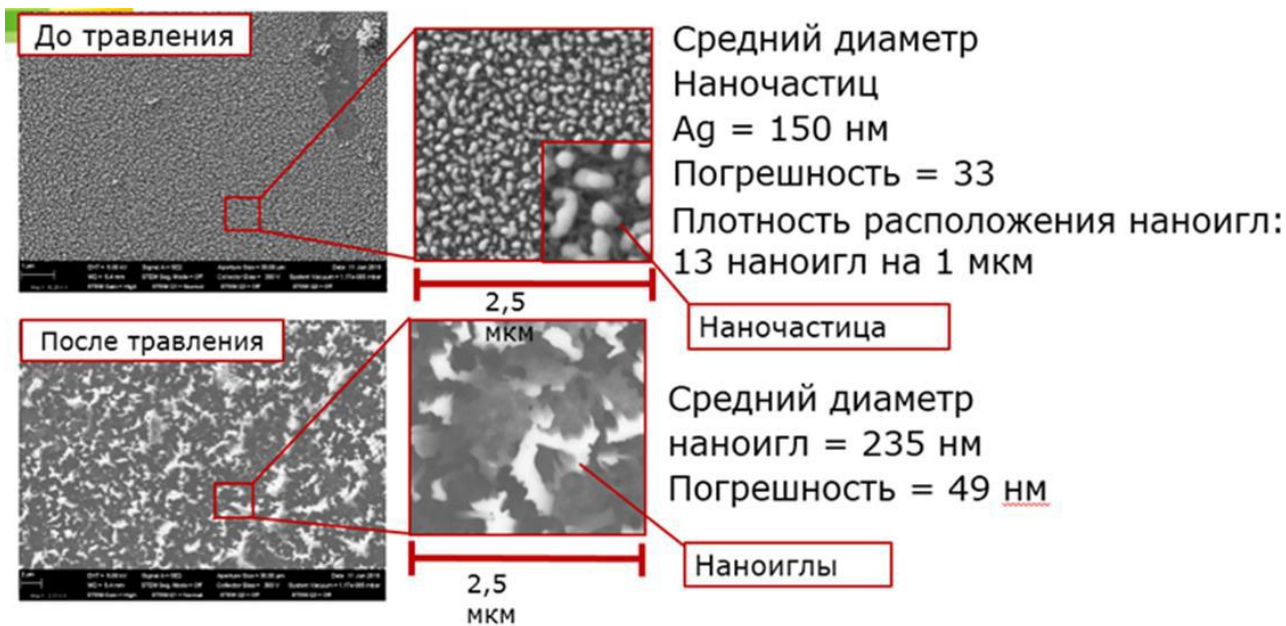 До травления
Средний диаметр
Наночастиц
Ag = 150 нм
Погрешность = 33
Плотность расположения наноигл:
13 наноигл на 1 мкм
2,5
мкм
Наночастица
После травления
Средний диаметр
наноигл = 235 нм
Погрешность = 49 нм
Наноиглы
2,5
мкм